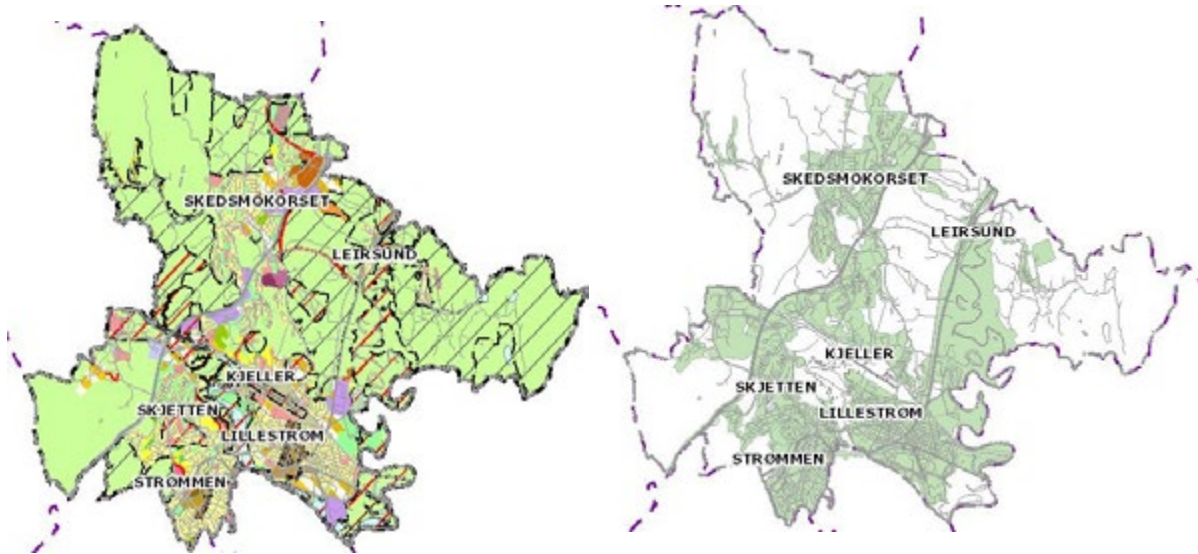 SKEDSMOKORSET
LEIRSUND
KJELLER
SKJETTEN
LILLESTRØM
STRØMMEN
SKEDSMOKORSET
LEIRSUND
KJELLER
SKJETTEN
LILLESTRØM
STRØMMEN